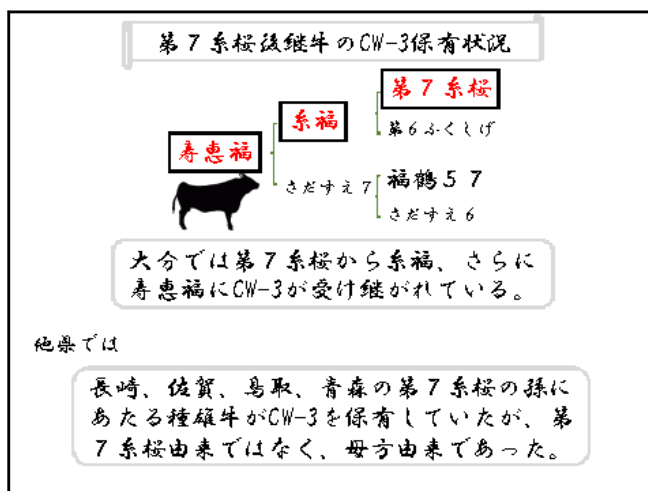 第７系桜後継牛のCW-3保有状況
第７系桜
糸福
第６ふくしげ
寿恵福
さだすえ７
福鶴５７
さだすえ６
大分では第７系桜から糸福、さらに
寿恵福にCW-3が受け継がれている。
他県では
長崎、佐賀、鳥取、青森の第７系桜の孫に
あたる種雄牛がCW-3を保有していたが、第
７系桜由来ではなく、母方由来であった。